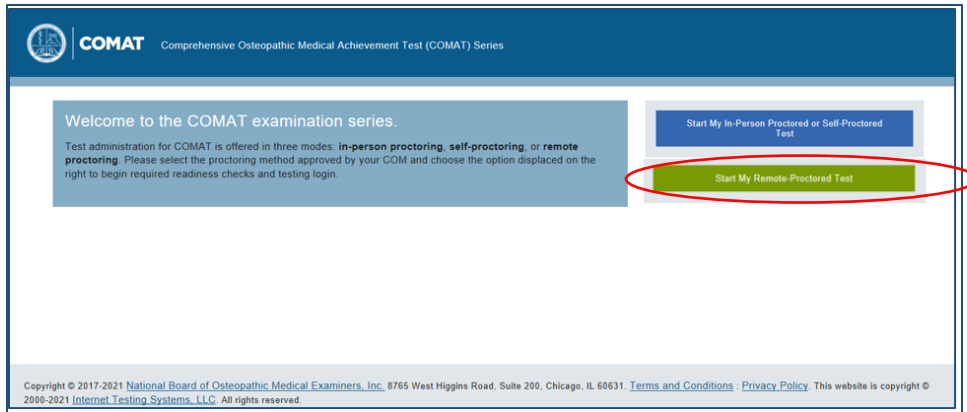 COMAT Comprehensive Osteopathic Medical Achievement Test (COMAT) Series
Welcome to the COMAT examination series.
Test administration for COMAT is offered in three modes: in-person proctoring, self-proctoring, or remote
proctoring. Please select the proctoring method approved by your COM and choose the option displaced on the
right to begin required readiness checks and testing login.
Start My In-Person Proctored or Self-Proctored
Test
Start My Remote-Proctored Test
Copyright © 2017-2021 National Board of Osteopathic Medical Examiners, Inc. 8765 West Higgins Road, Suite 200, Chicago, IL 60631. Terms and Conditions : Privacy Policy. This website is copyright ©
2000-2021 Internet Testing Systems, LLC. All rights reserved.